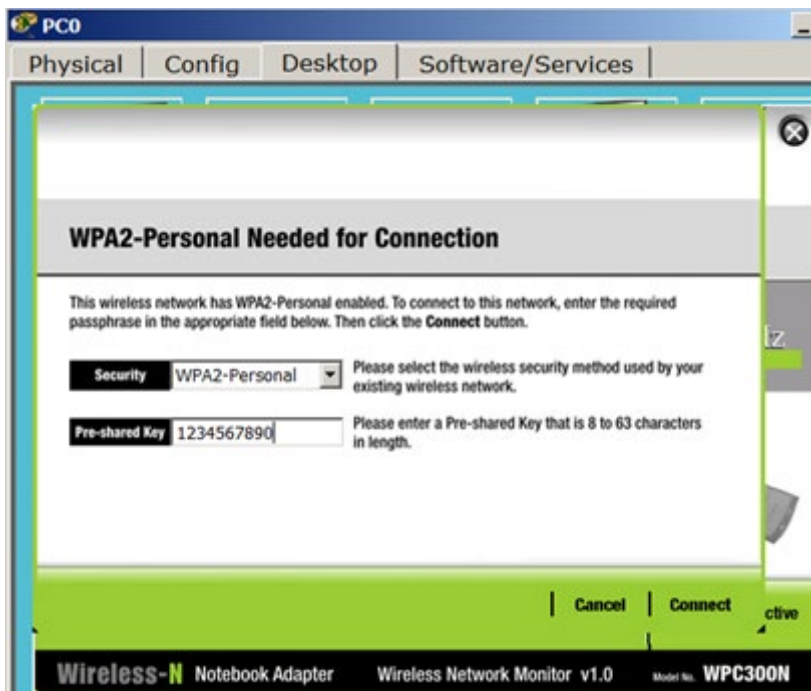 PC0
Physical Config Desktop Software/Services
WPA2-Personal Needed for Connection
This wireless network has WPA2-Personal enabled. To connect to this network, enter the required
passphrase in the appropriate field below. Then click the Connect button.
Security WPA2-Personal Please select the wireless security method used by your
existing wireless network.
Pre-shared Key 1234567890 Please enter a Pre-shared Key that is 8 to 63 characters
in length.
Cancel Connect
Wireless-N Notebook Adapter Wireless Network Monitor v1.0 Model No. WPC300N